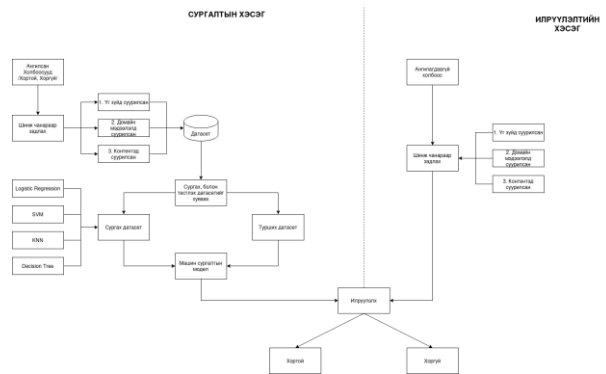 СУРГАЛТЫН ХЭСЭГ
ИЛРҮҮЛЭЛТИЙН
ХЭСЭГ
Ангилсан
Холбоосууд
/Хортой, Хоргүй/
Шинж чанараар
задлах
1. Үг зүйд суурилсан
2. Домайн
мэдээлэлд
суурилсан
3. Контентэд
суурилсан
Датасет
Сургах, болон
тестлэх датасетийг
хуваах
Logistic Regression
SVM
KNN
Decision Tree
Сургах датасет
Турших датасет
Машин сургалтын
модел
Ангилагдаагүй
холбоос
Шинж чанараар
задлах
1. Үг зүйд суурилсан
2. Домайн
мэдээлэлд
суурилсан
3. Контентэд
суурилсан
Илрүүлэлх
Хортой
Хоргүй